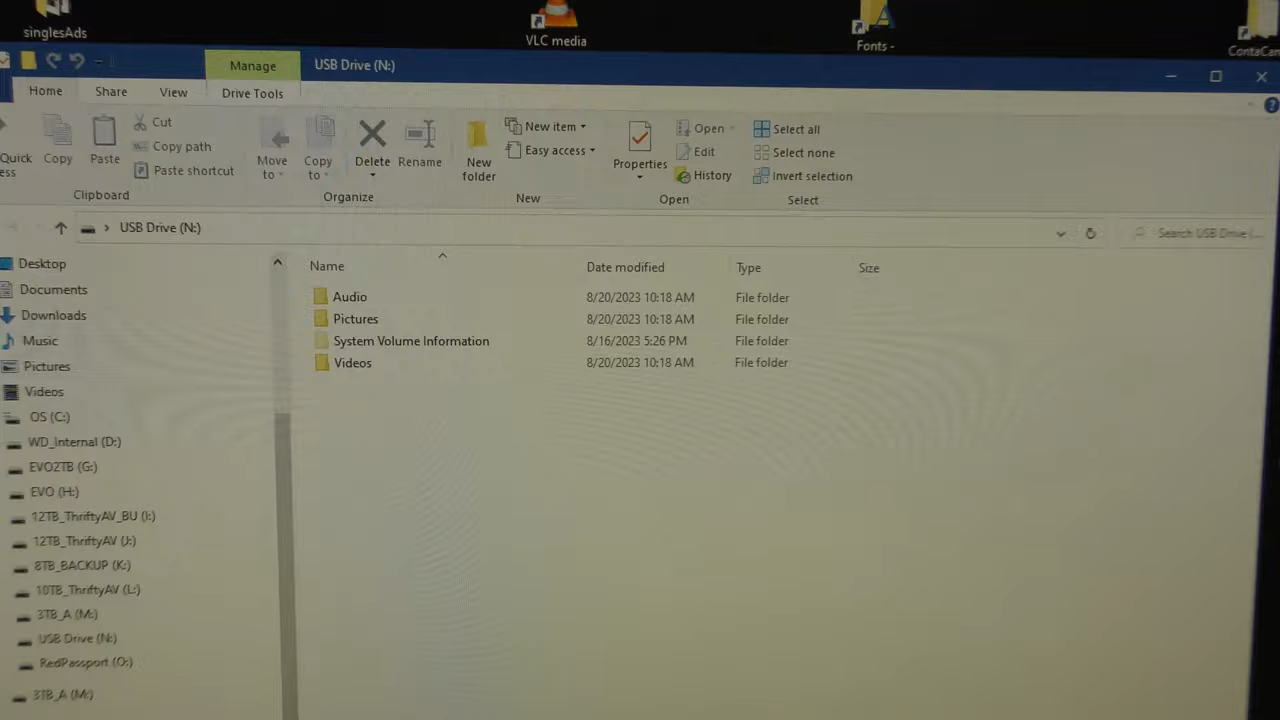 singlesAds
VLC media
Fonts -
ContaCam
Manage
USB Drive (N:)
Home
Share
View
Drive Tools
Quick
ess
Copy
Paste
Cut
Copy path
Paste shortcut
Clipboard
Move to
Copy to
Delete
Rename
Organize
New folder
New item
Easy access
New
Properties
Open
Edit
History
Open
Select all
Select none
Invert selection
Select
USB Drive (N:)
Search USB Drive (...
Desktop
Documents
Downloads
Music
Pictures
Videos
OS (C:)
WD_Internal (D:)
EVO2TB (G:)
EVO (H:)
12TB_ThriftyAV_BU (I:)
12TB_ThriftyAV (J:)
8TB_BACKUP (K:)
10TB_ThriftyAV (L:)
3TB_A (M:)
USB Drive (N:)
RedPassport (O:)
3TB_A (M:)
Name Date modified Type Size
Audio 8/20/2023 10:18 AM File folder
Pictures 8/20/2023 10:18 AM File folder
System Volume Information 8/16/2023 5:26 PM File folder
Videos 8/20/2023 10:18 AM File folder